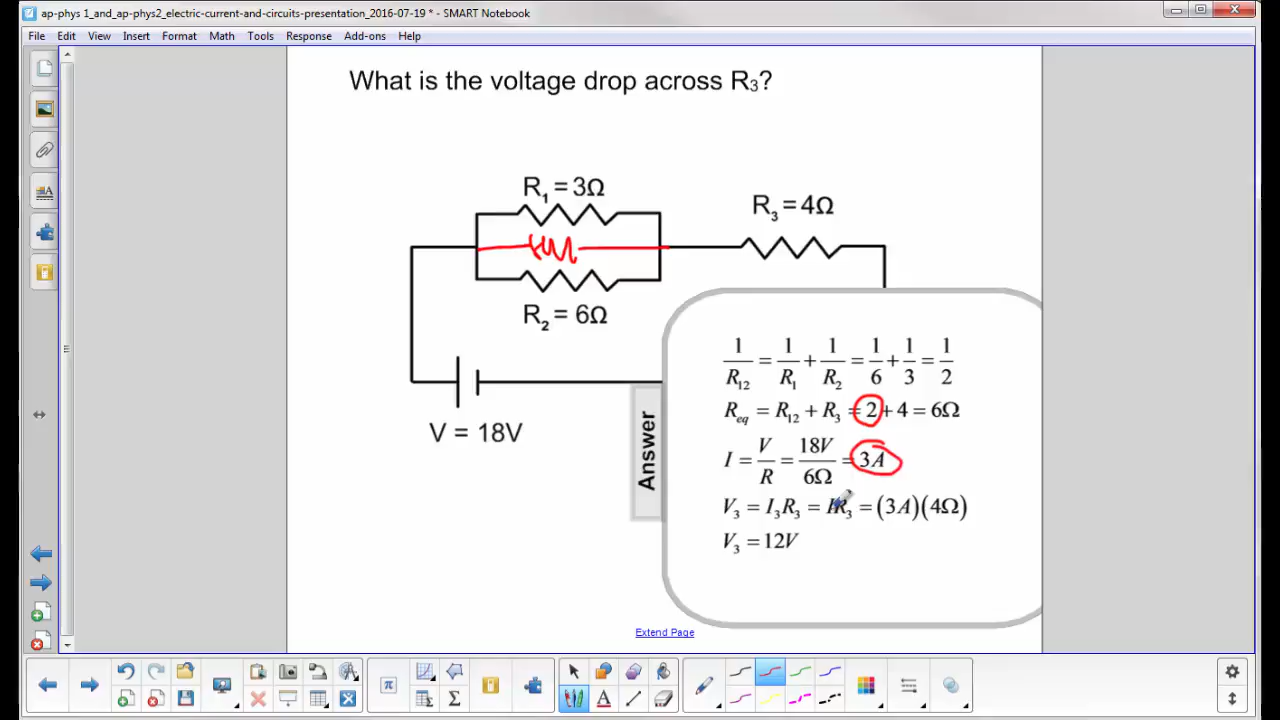 ap-phys 1_and_ap-phys2_electric-current-and-circuits-presentation_2016-07-19 * - SMART Notebook
File Edit View Insert Format Math Tools Response Add-ons Help
What is the voltage drop across R₃?
R₁ = 3Ω
R₃ = 4Ω
R₂ = 6Ω
V = 18V
Answer
1/R₁₂ = 1/R₁ + 1/R₂ = 1/6 + 1/3 = 1/2
R_eq = R₁₂ + R₃ = 2 + 4 = 6Ω
I = V/R = 18V/6Ω = 3A
V₃ = I₃R₃ = IR₃ = (3A)(4Ω)
V₃ = 12V
Extend Page